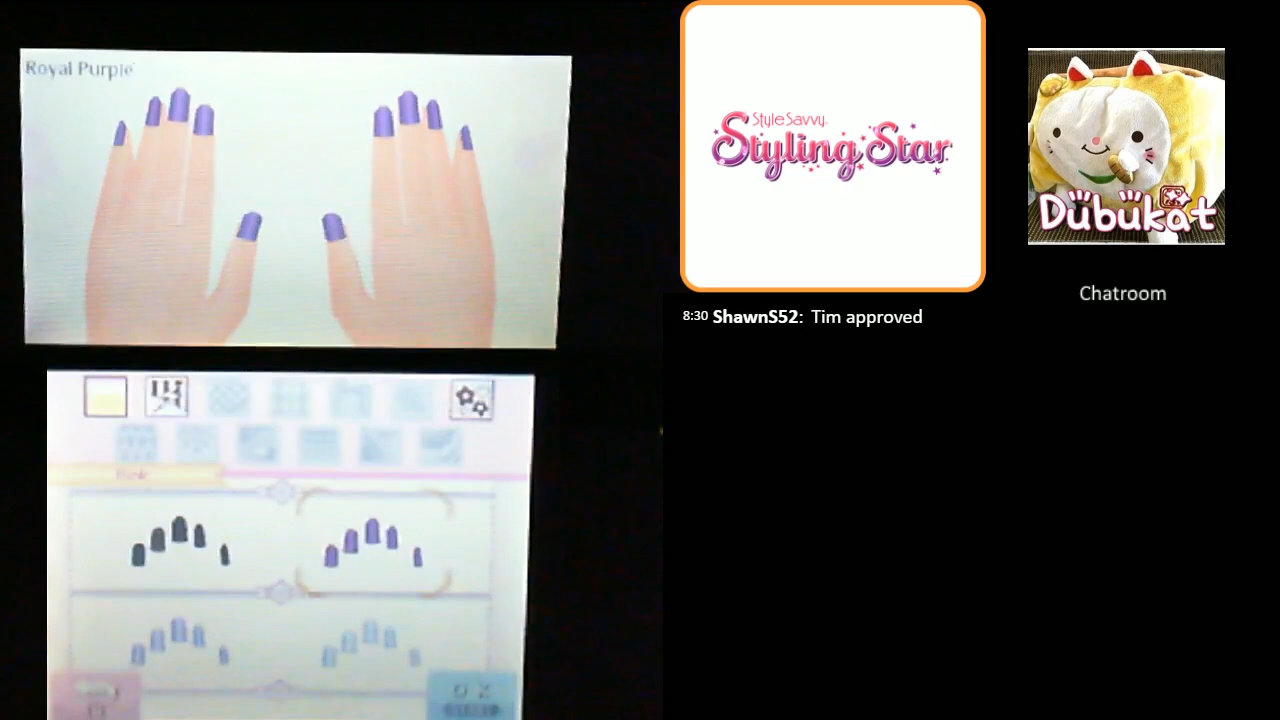 Royal Purple
StyleSavvy
Styling Star
Dubukat
Chatroom
8:30 ShawnS52: Tim approved